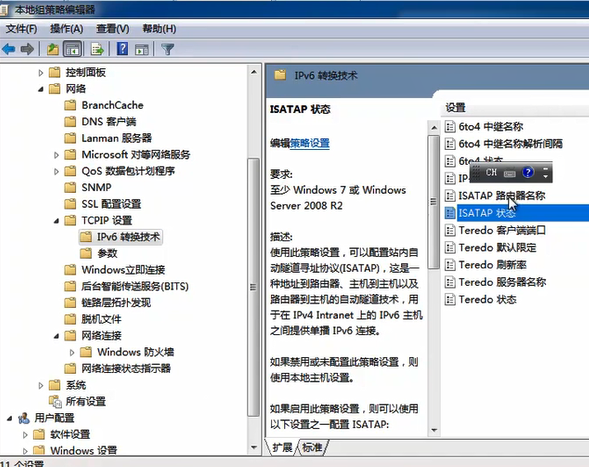 本地组策略编辑器
文件(F) 操作(A) 查看(V) 帮助(H)
控制面板
网络
BranchCache
DNS 客户端
Lanman 服务器
Microsoft 对等网络服务
QoS 数据包计划程序
SNMP
SSL 配置设置
TCPIP 设置
IPv6 转换技术
参数
Windows立即连接
后台智能传送服务(BITS)
链路层拓扑发现
脱机文件
网络连接
Windows 防火墙
网络连接状态指示器
系统
所有设置
用户配置
软件设置
Windows 设置
IPv6 转换技术
ISATAP 状态
编辑策略设置
要求:
至少 Windows 7 或 Windows
Server 2008 R2
描述:
使用此策略设置，可以配置站内自
动隧道寻址协议(ISATAP)，这是一
种地址到路由器、主机到主机以及
路由器到主机的自动隧道技术，用
于在 IPv4 Intranet 上的 IPv6 主机
之间提供单播 IPv6 连接。
如果禁用或未配置此策略设置，则
使用本地主机设置。
如果启用此策略设置，则可以使用
以下设置之一配置 ISATAP:
设置
6to4 中继名称
6to4 中继名称解析间隔
6to4 状态
IP
CH
ISATAP 路由器名称
ISATAP 状态
Teredo 客户端端口
Teredo 默认限定
Teredo 刷新率
Teredo 服务器名称
Teredo 状态
扩展 标准
11 个设置